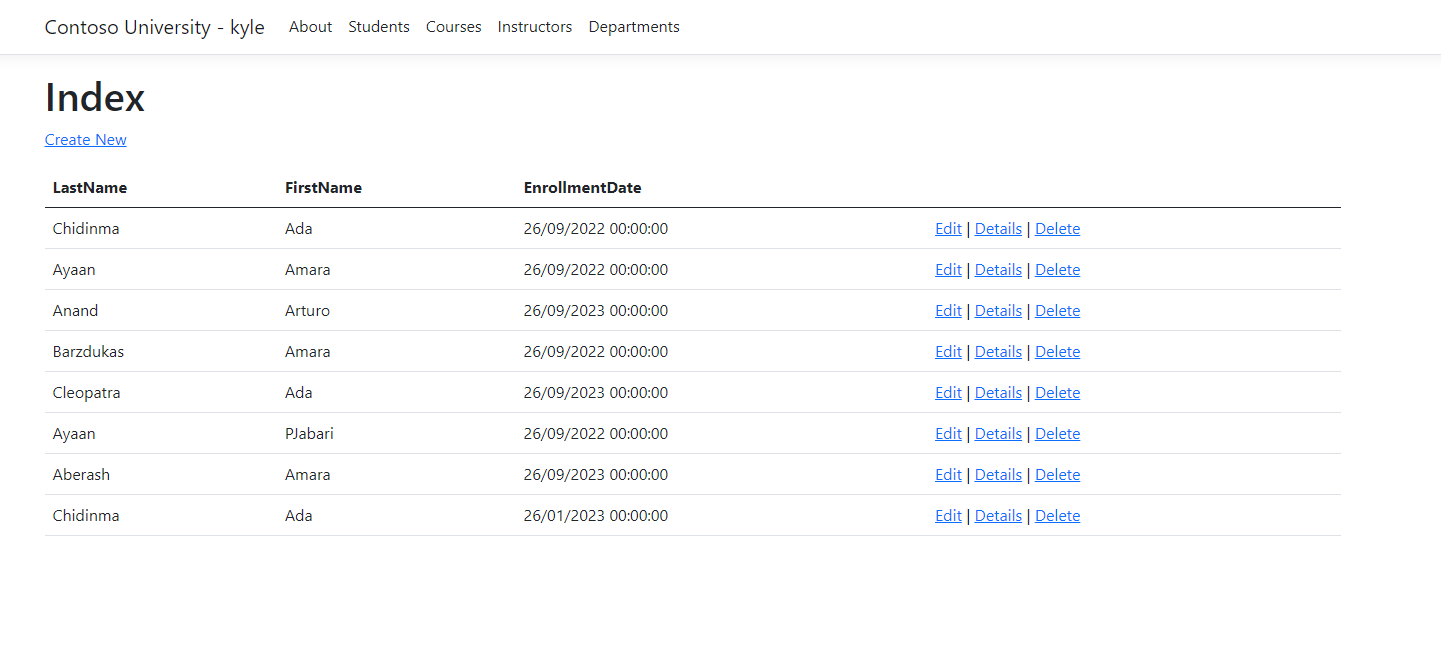 Contoso University - kyle About Students Courses Instructors Departments
Index
Create New
LastName FirstName EnrollmentDate
Chidinma Ada 26/09/2022 00:00:00 Edit | Details | Delete
Ayaan Amara 26/09/2022 00:00:00 Edit | Details | Delete
Anand Arturo 26/09/2023 00:00:00 Edit | Details | Delete
Barzdukas Amara 26/09/2022 00:00:00 Edit | Details | Delete
Cleopatra Ada 26/09/2023 00:00:00 Edit | Details | Delete
Ayaan PJabari 26/09/2022 00:00:00 Edit | Details | Delete
Aberash Amara 26/09/2023 00:00:00 Edit | Details | Delete
Chidinma Ada 26/01/2023 00:00:00 Edit | Details | Delete